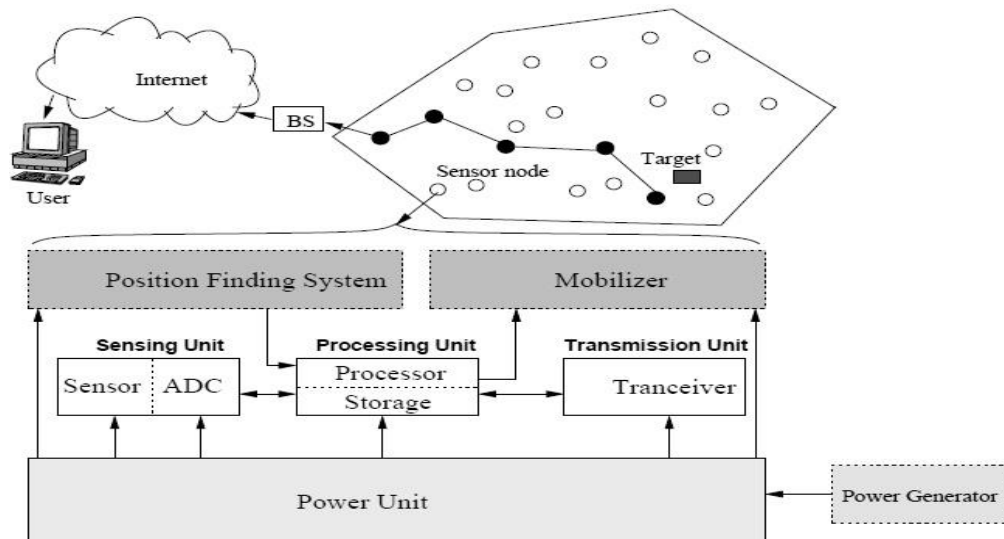 Internet
BS
User
Sensor node
Target
Position Finding System
Mobilizer
Sensing Unit
Processing Unit
Transmission Unit
Sensor
ADC
Processor
Storage
Tranceiver
Power Unit
Power Generator